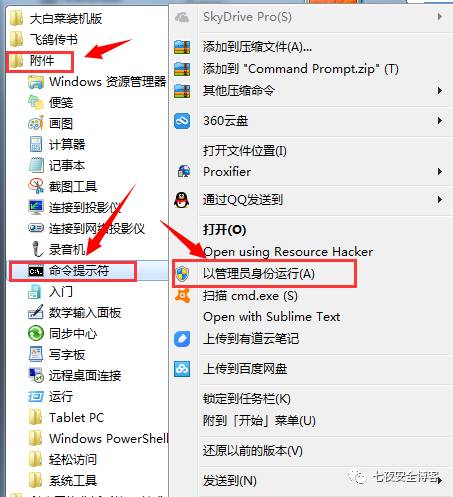 大白菜装机版
飞鸽传书
附件
Windows 资源管理器
便笺
画图
计算器
记事本
截图工具
连接到投影仪
连接到网络投影仪
录音机
命令提示符
入门
数学输入面板
同步中心
写字板
远程桌面连接
运行
Tablet PC
Windows PowerShell
轻松访问
系统工具
SkyDrive Pro(S)
添加到压缩文件(A)...
添加到 "Command Prompt.zip" (T)
其他压缩命令
360云盘
打开文件位置(I)
Proxifier
通过QQ发送到
打开(O)
Open using Resource Hacker
以管理员身份运行(A)
扫描 cmd.exe (S)
Open with Sublime Text
上传到有道云笔记
上传到百度网盘
锁定到任务栏(K)
附到「开始」菜单(U)
还原以前的版本(V)
发送到(N)
七夜安全博客